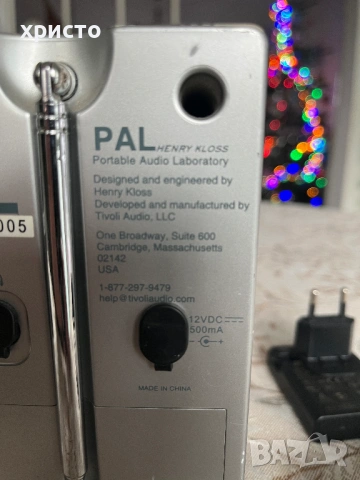 христо
PAL HENRY KLOSS
Portable Audio Laboratory
Designed and engineered by
Henry Kloss
Developed and manufactured by
Tivoli Audio, LLC
005
One Broadway, Suite 600
Cambridge, Massachusetts
02142
USA
1-877-297-9479
help@tivoliaudio.com
12VDC
500mA
MADE IN CHINA
BAZAR
bg